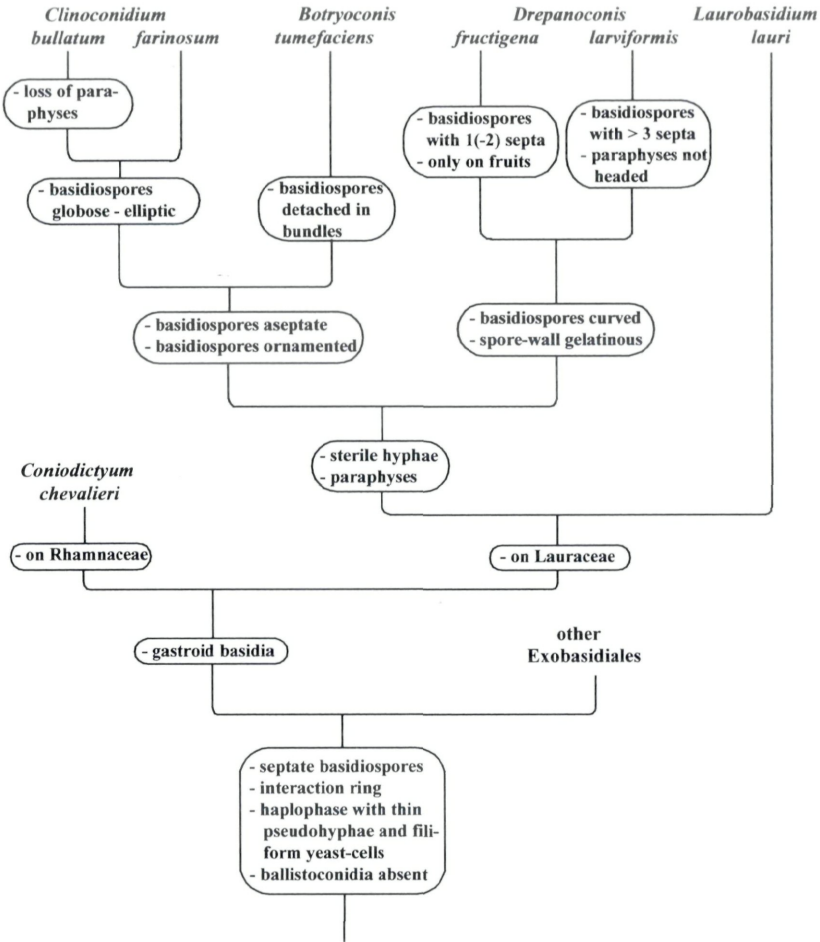 Clinoconidium
bullatum farinosum
Botryoconis
tumefaciens
Drepanoconis
fructigena larviformis
Laurobasidium
lauri
- loss of para-
physes
- basidiospores
with 1(-2) septa
- only on fruits
- basidiospores
with > 3 septa
- paraphyses not
headed
- basidiospores
globose - elliptic
- basidiospores
detached in
bundles
- basidiospores aseptate
- basidiospores ornamented
- basidiospores curved
- spore-wall gelatinous
- sterile hyphae
- paraphyses
Coniodictyum
chevalieri
- on Rhamnaceae
- on Lauraceae
- gastroid basidia
other
Exobasidiales
- septate basidiospores
- interaction ring
- haplophase with thin
pseudohyphae and fili-
form yeast-cells
- ballistoconidia absent